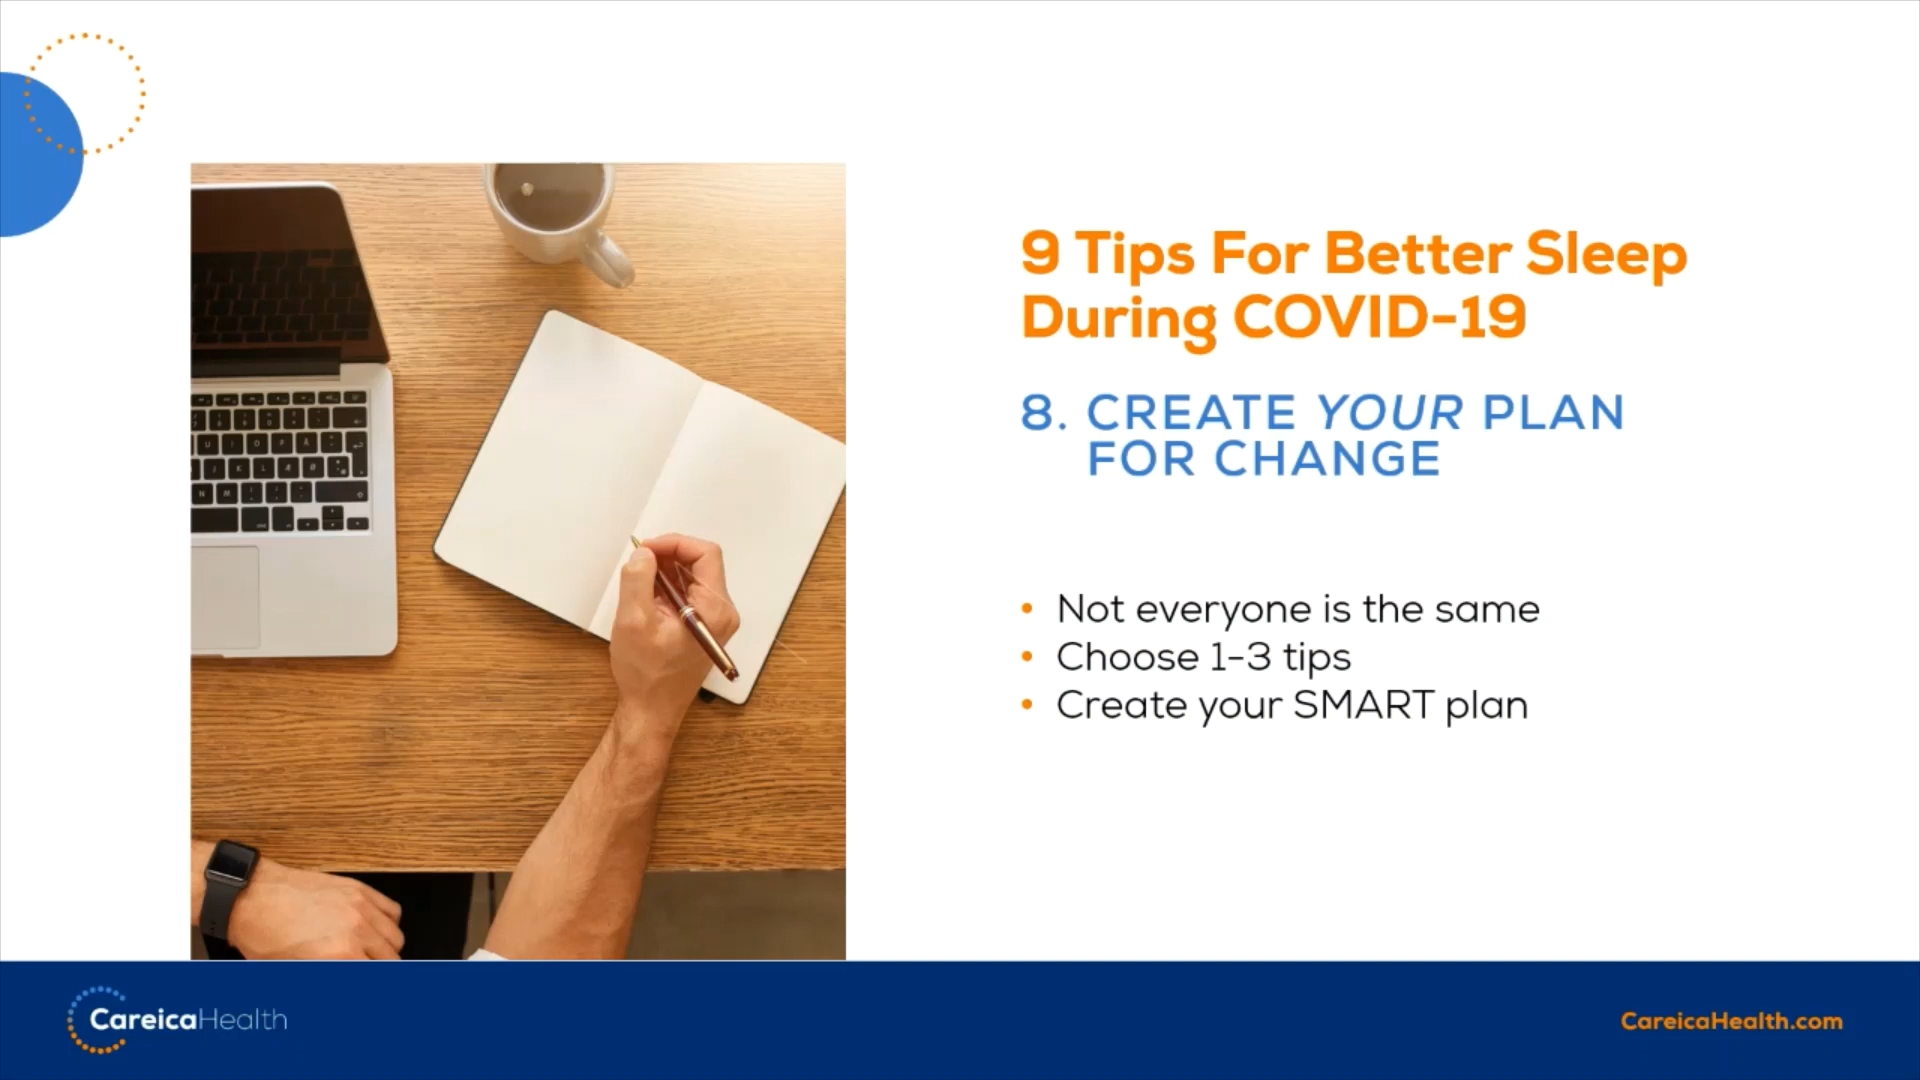 9 Tips For Better Sleep
During COVID-19
8. CREATE YOUR PLAN
FOR CHANGE
• Not everyone is the same
• Choose 1-3 tips
• Create your SMART plan
CareicaHealth
CareicaHealth.com